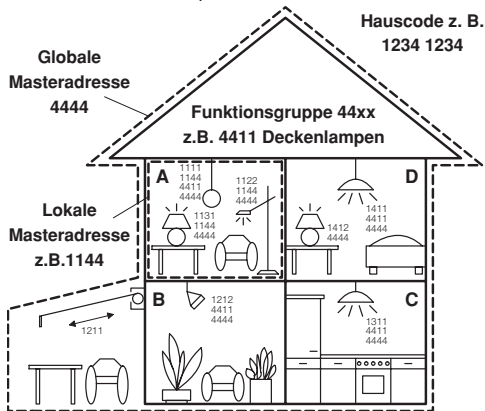 Hauscode z. B.
1234 1234
Globale
Masteradresse
4444
Funktionsgruppe 44xx
z.B. 4411 Deckenlampen
A
1111
1144
4411
4444
1122
1144
4444
1131
1144
4444
D
1411
4411
4444
1412
4444
Lokale
Masteradresse
z.B.1144
B
1212
4411
4444
C
1311
4411
4444
1211